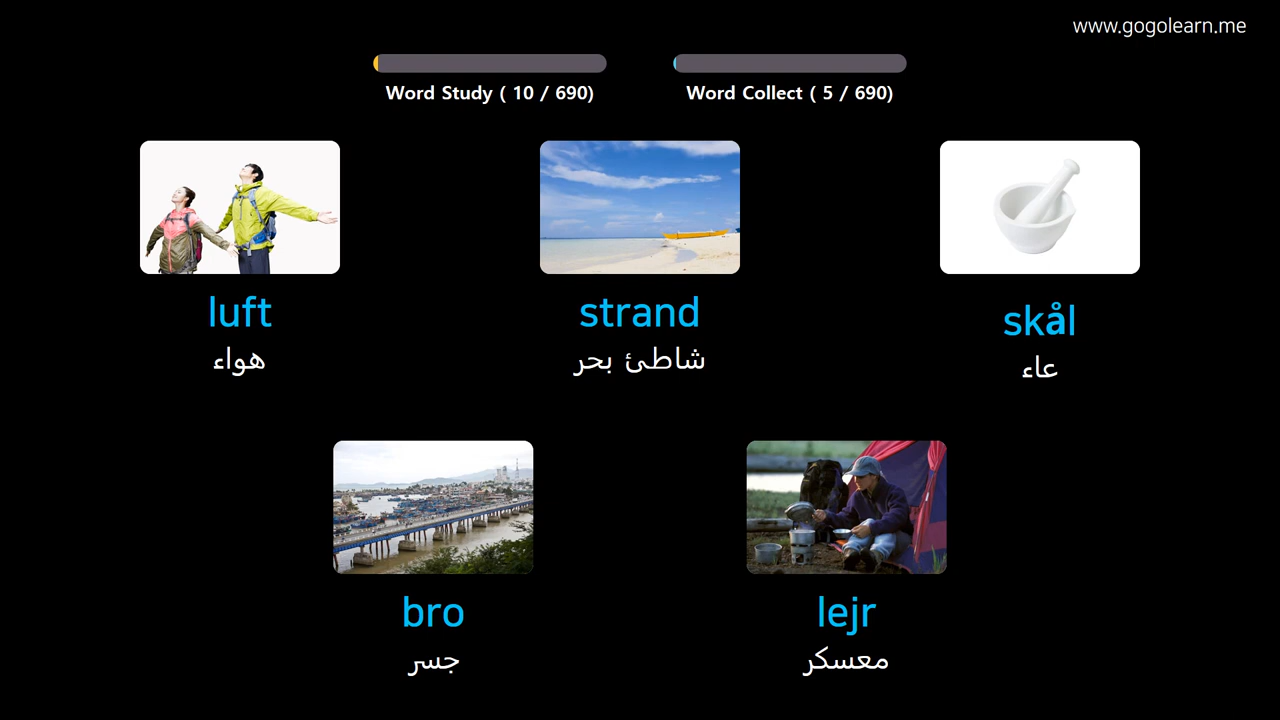 www.gogolearn.me
Word Study ( 10 / 690)
Word Collect ( 5 / 690)
luft
هواء
strand
شاطئ بحر
skål
عاء
bro
جسر
lejr
معسكر